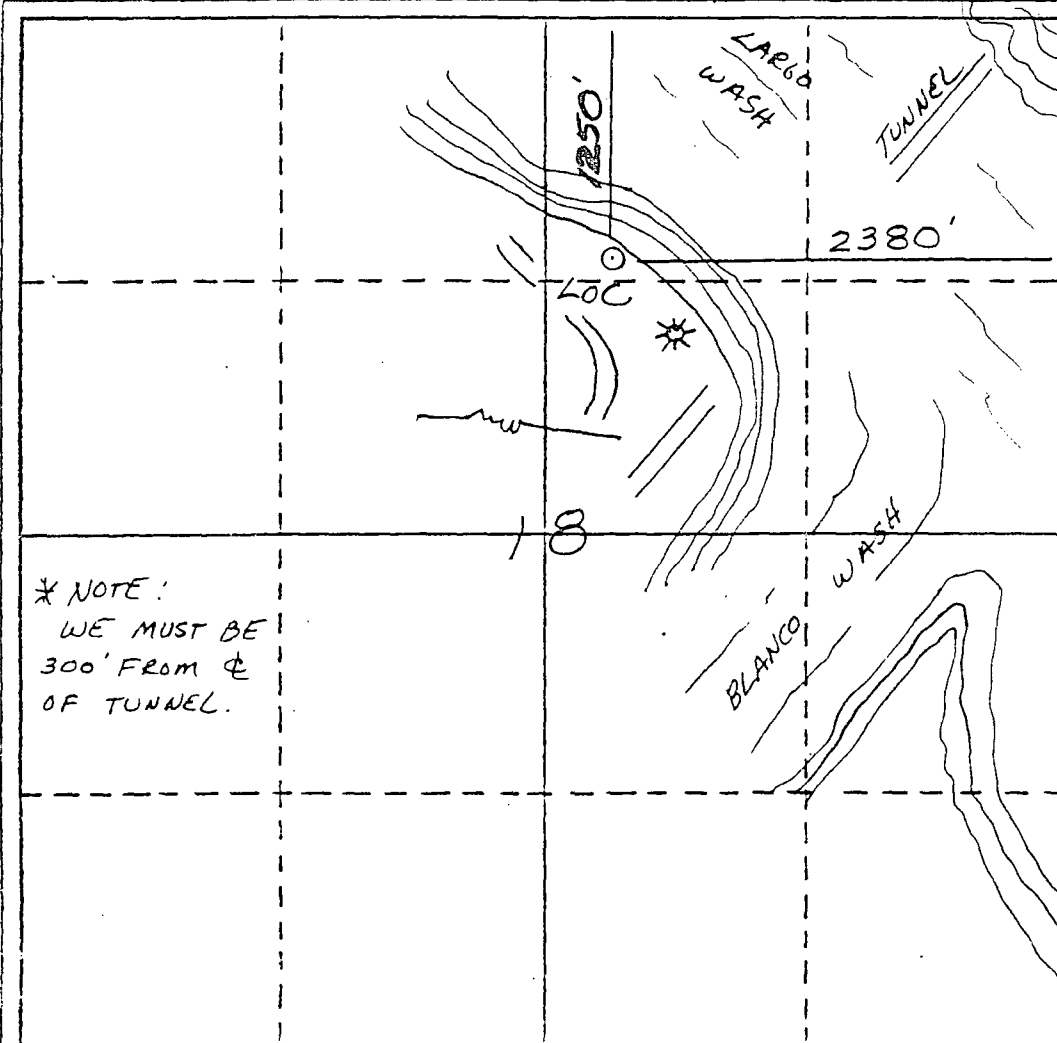 LARGO
WASH
TUNNEL
1250'
2380'
LOC
18
* NOTE:
WE MUST BE
300' FROM ℄
OF TUNNEL.
BLANCO WASH